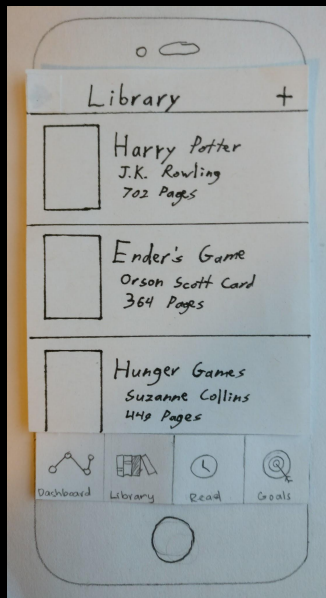 Library +
Harry Potter
J.K. Rowling
702 Pages
Ender's Game
Orson Scott Card
364 Pages
Hunger Games
Suzanne Collins
449 Pages
Dashboard Library Read Goals